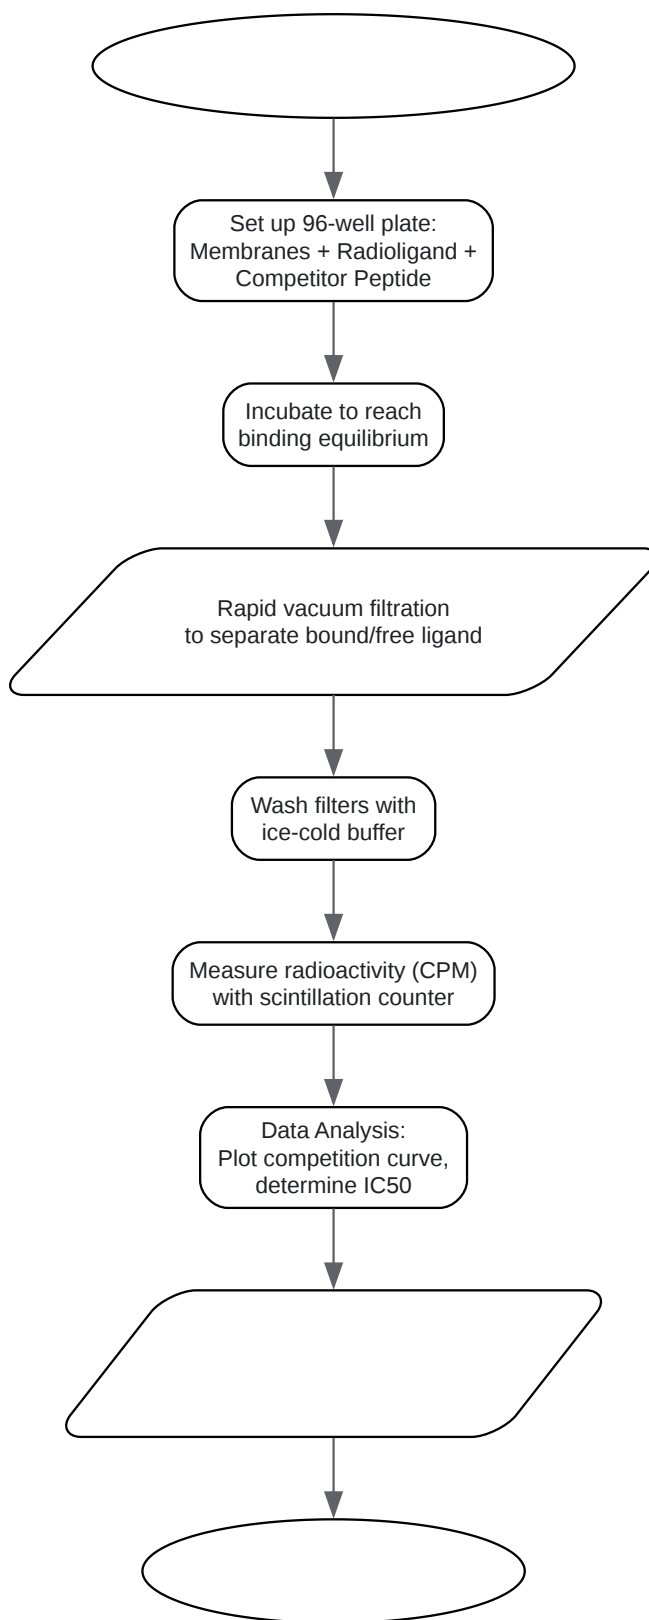 Set up 96-well plate:
Membranes + Radioligand +
Competitor Peptide
Incubate to reach
binding equilibrium
Rapid vacuum filtration
to separate bound/free ligand
Wash filters with
ice-cold buffer
Measure radioactivity (CPM)
with scintillation counter
Data Analysis:
Plot competition curve,
determine IC50